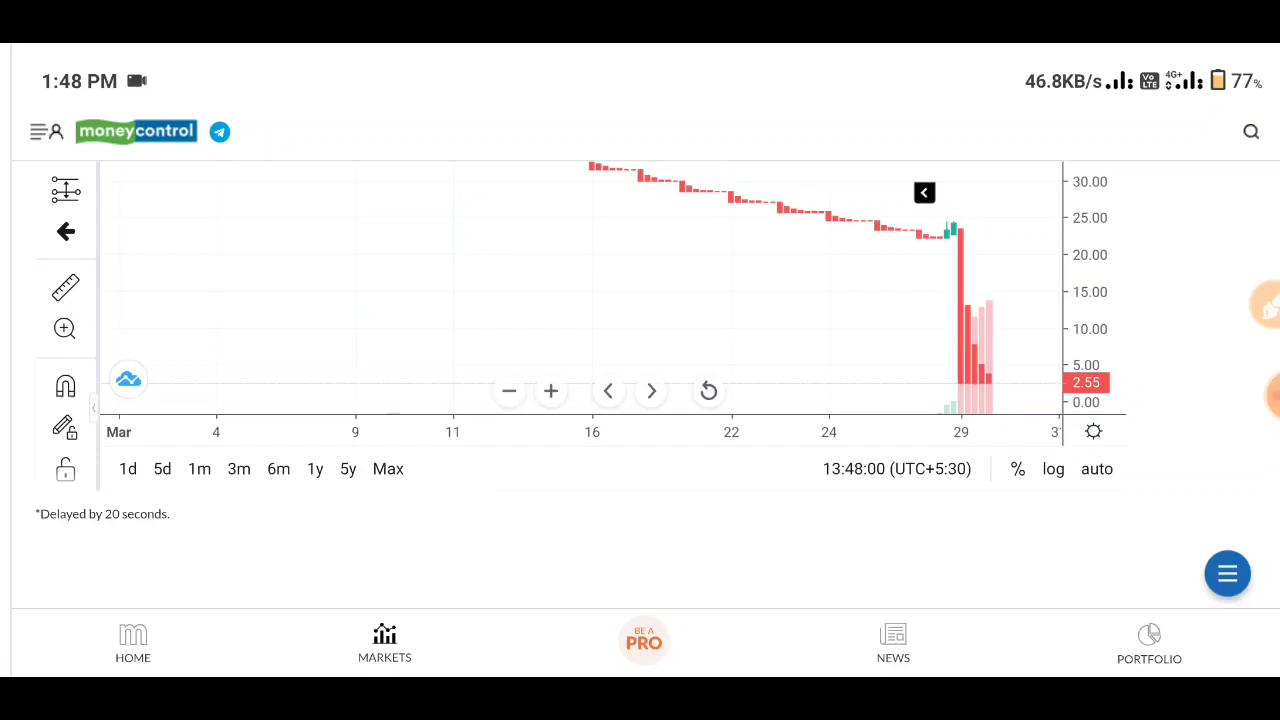 1:48 PM
46.8KB/s Vo LTE 4G+ 77%
moneycontrol
30.00
25.00
20.00
15.00
10.00
5.00
2.55
0.00
Mar 4 9 11 16 22 24 29
1d 5d 1m 3m 6m 1y 5y Max 13:48:00 (UTC+5:30) % log auto
*Delayed by 20 seconds.
HOME MARKETS BE A PRO NEWS PORTFOLIO